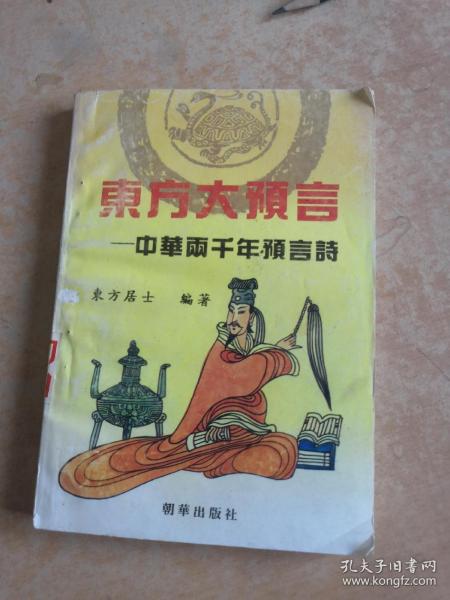 東方大預言
—中華兩千年預言詩
東方居士 編著
朝華出版社
孔夫子旧书网
www.kongfz.com